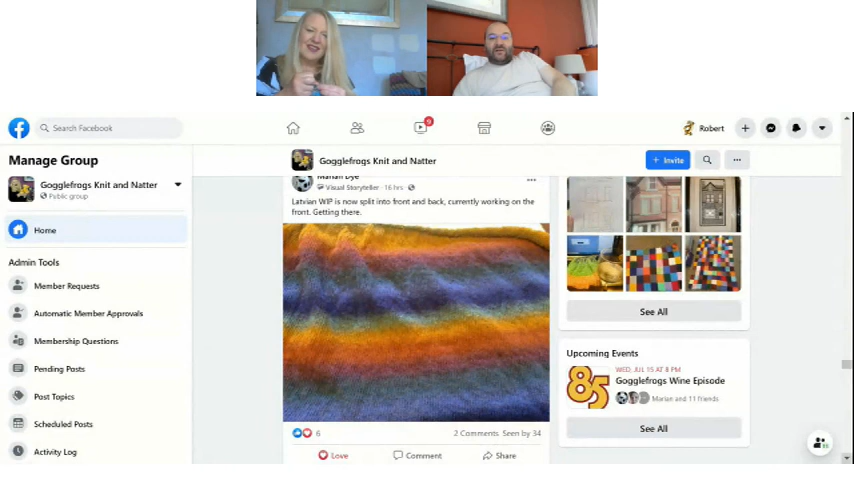 Search Facebook
9
Robert
Manage Group
Gogglefrogs Knit and Natter
Public group
Home
Admin Tools
Member Requests
Automatic Member Approvals
Membership Questions
Pending Posts
Post Topics
Scheduled Posts
Activity Log
Gogglefrogs Knit and Natter
+ Invite
Marian Dye
Visual Storyteller · 16 hrs ·
Latvian WIP is now split into front and back, currently working on the
front. Getting there.
6
2 Comments Seen by 34
Love
Comment
Share
See All
Upcoming Events
85
WED, JUL 15 AT 8 PM
Gogglefrogs Wine Episode
Marian and 11 friends
See All